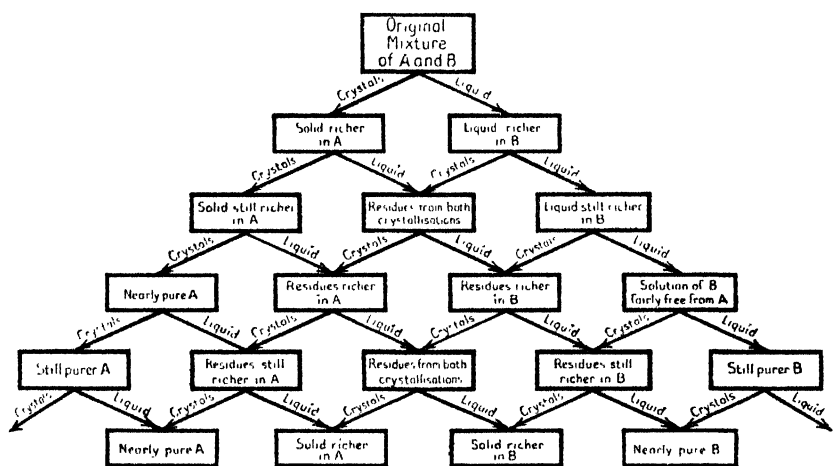 Original
Mixture
of A and B
Crystals
Liquid
Solid richer
in A
Liquid richer
in B
Crystals
Liquid
Crystals
Liquid
Solid still richer
in A
Residues from both
crystallisations
Liquid still richer
in B
Crystals
Liquid
Crystals
Liquid
Crystals
Liquid
Nearly pure A
Residues richer
in A
Residues richer
in B
Solution of B
Fairly free from A
Crystals
Liquid
Crystals
Liquid
Crystals
Liquid
Crystals
Liquid
Still purer A
Residues still
richer in A
Residues from both
crystallisations
Residues still
richer in B
Still purer B
Crystals
Liquid
Crystals
Liquid
Crystals
Liquid
Crystals
Liquid
Crystals
Liquid
Nearly pure A
Solid richer
in A
Solid richer
in B
Nearly pure B